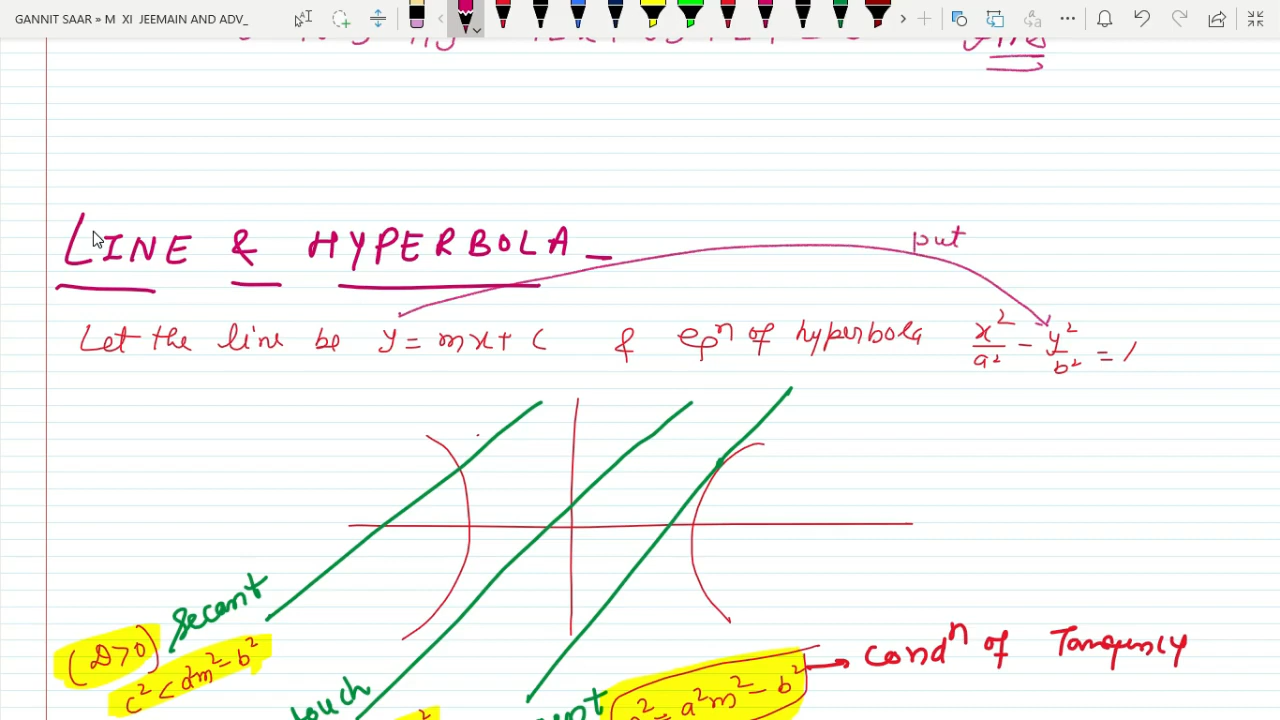 GANNIT SAAR » M XI JEEMAIN AND ADV_
LINE & HYPERBOLA
put
Let the line be y = mx + c & eqⁿ of hyperbola x²/a² - y²/b² = 1
secant
(D>0)
c² < a²m² - b²
condⁿ of Tangency
touch
= a²m² - b²